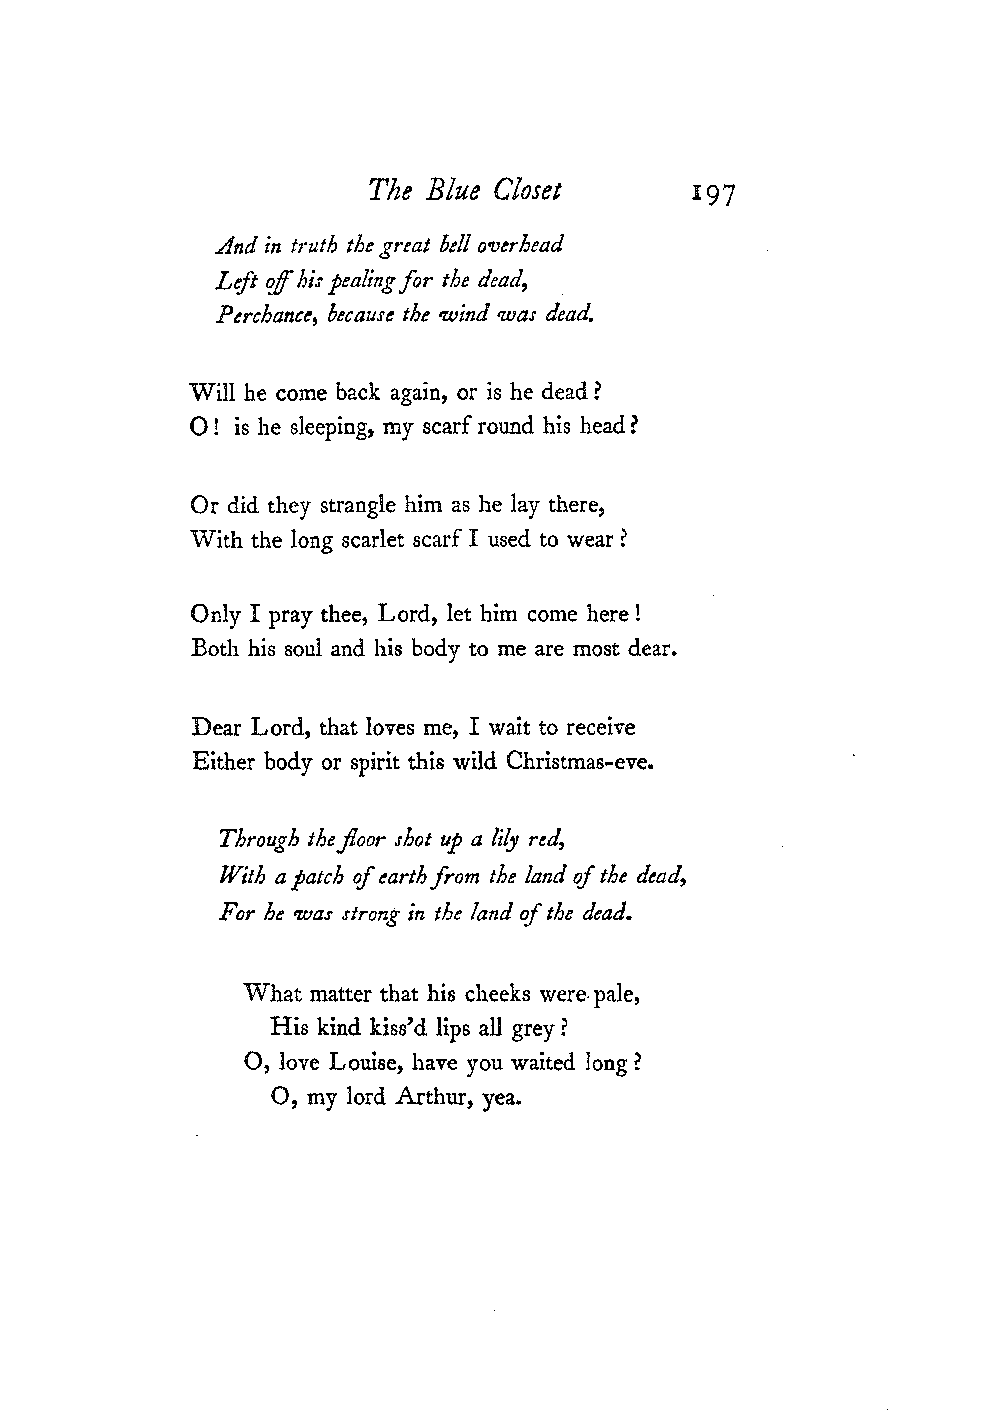 The Blue Closet 197
And in truth the great bell overhead
Left off his pealing for the dead,
Perchance, because the wind was dead.
Will he come back again, or is he dead?
O! is he sleeping, my scarf round his head?
Or did they strangle him as he lay there,
With the long scarlet scarf I used to wear?
Only I pray thee, Lord, let him come here!
Both his soul and his body to me are most dear.
Dear Lord, that loves me, I wait to receive
Either body or spirit this wild Christmas-eve.
Through the floor shot up a lily red,
With a patch of earth from the land of the dead,
For he was strong in the land of the dead.
What matter that his cheeks were pale,
His kind kiss'd lips all grey?
O, love Louise, have you waited long?
O, my lord Arthur, yea.